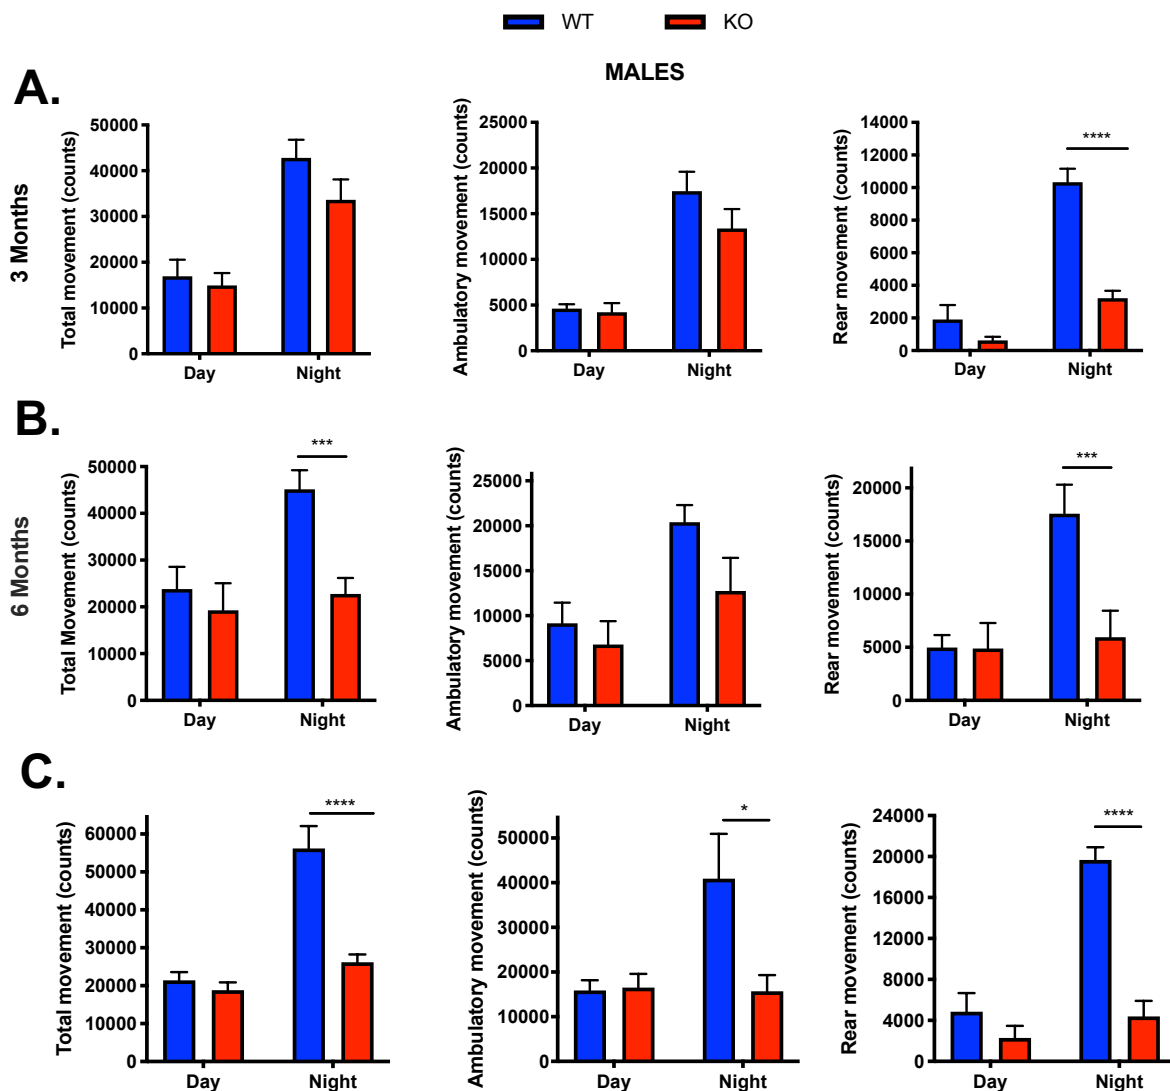 WT KO
MALES
A.
3 Months
Total movement (counts)
50000
40000
30000
20000
10000
0
Day Night
Ambulatory movement (counts)
25000
20000
15000
10000
5000
0
Day Night
Rear movement (counts)
14000
12000
10000
8000
6000
4000
2000
0
****
Day Night
B.
6 Months
Total Movement (counts)
50000
40000
30000
20000
10000
0
***
Day Night
Ambulatory movement (counts)
25000
20000
15000
10000
5000
0
Day Night
Rear movement (counts)
20000
15000
10000
5000
0
***
Day Night
C.
Total movement (counts)
60000
50000
40000
30000
20000
10000
0
****
Day Night
Ambulatory movement (counts)
50000
40000
30000
20000
10000
0
*
Day Night
Rear movement (counts)
24000
20000
16000
12000
8000
4000
0
****
Day Night